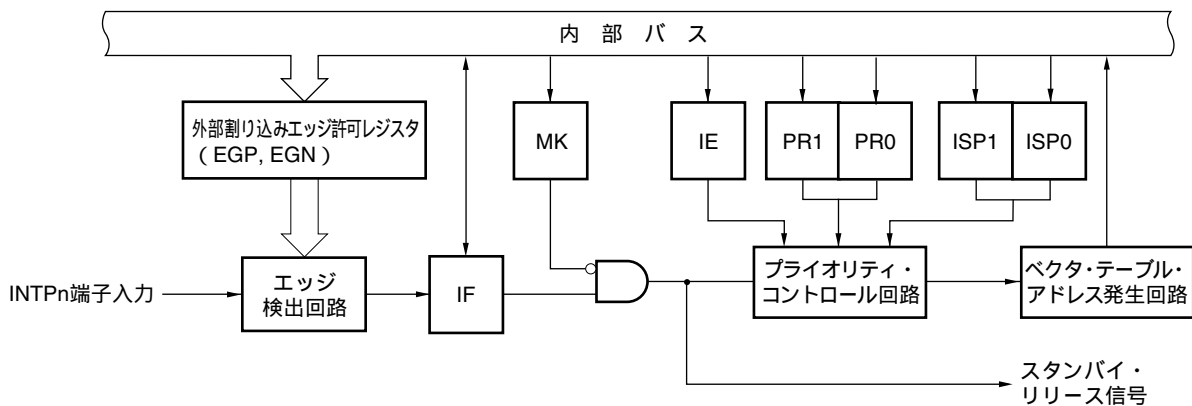 内 部 バ ス
外部割り込みエッジ許可レジスタ
( EGP, EGN )
MK
IE
PR1
PR0
ISP1
ISP0
INTPn端子入力
エッジ
検出回路
IF
プライオリティ・
コントロール回路
ベクタ・テーブル・
アドレス発生回路
スタンバイ・
リリース信号